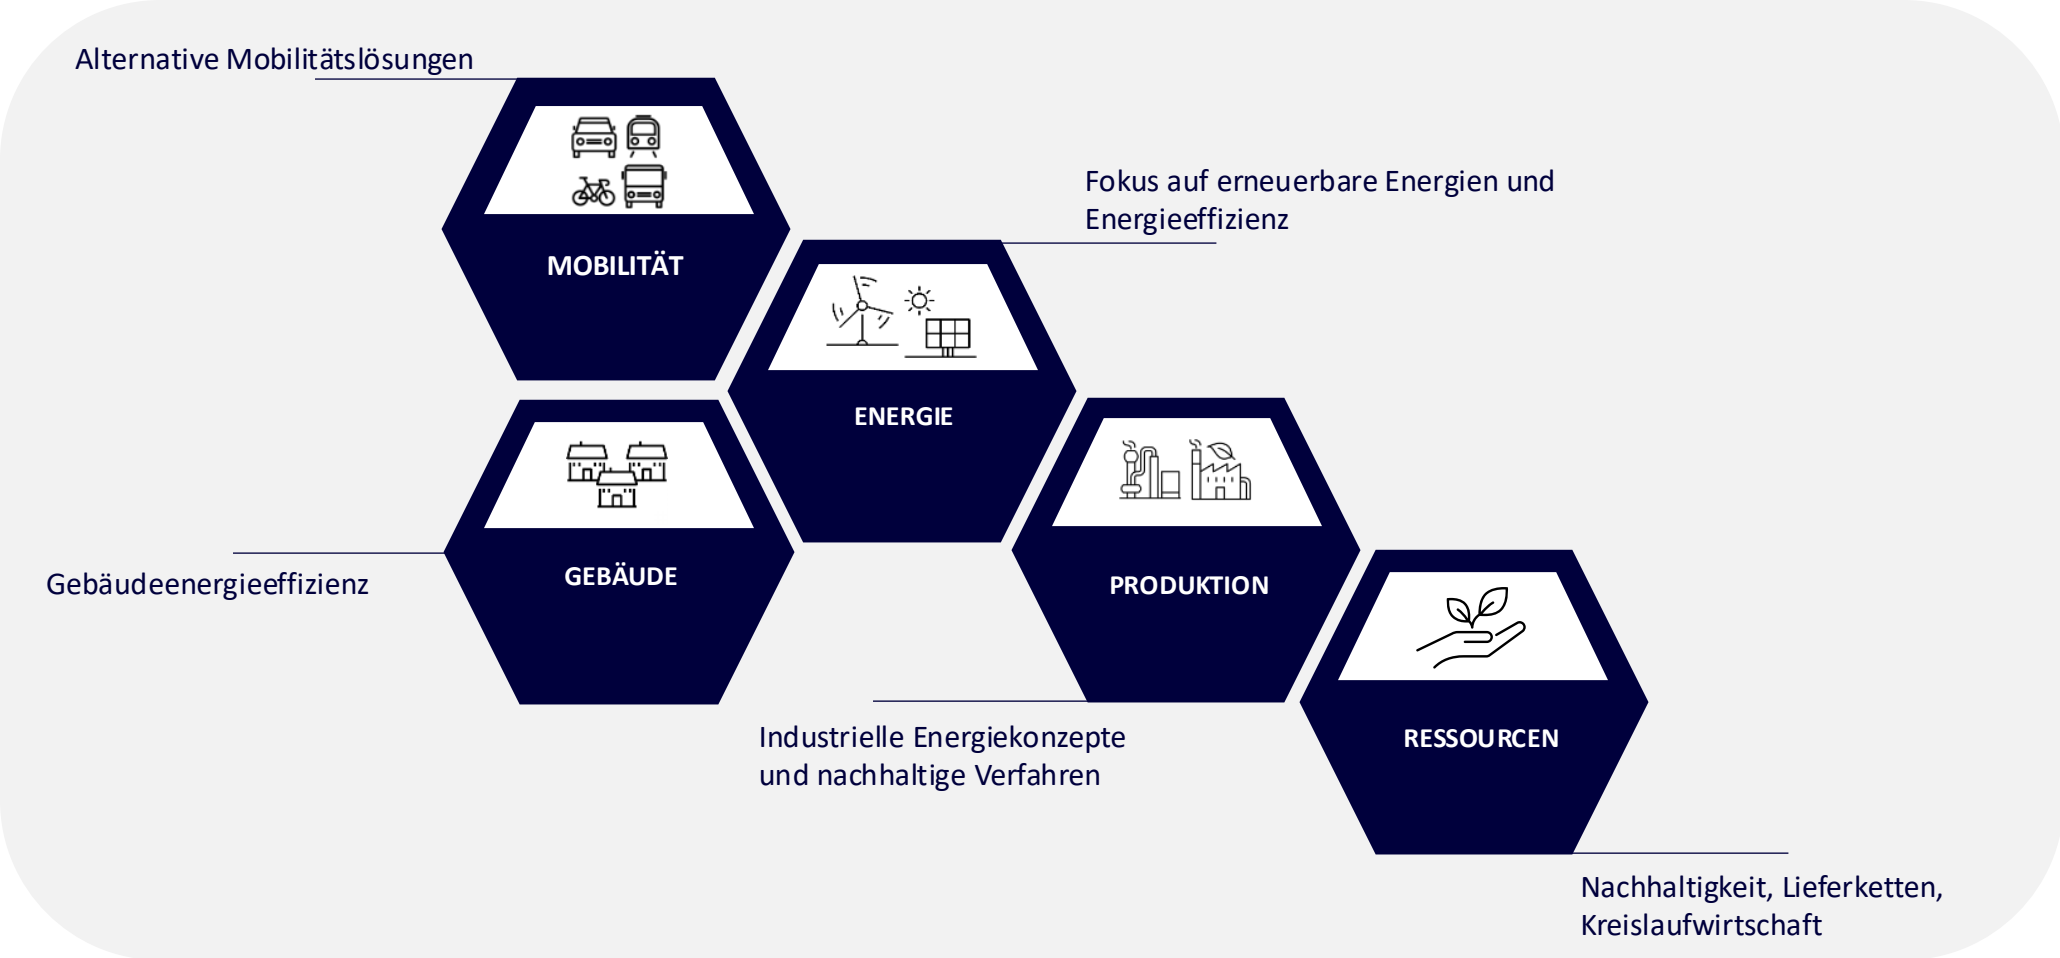 Alternative Mobilitätslösungen
MOBILITÄT
Fokus auf erneuerbare Energien und
Energieeffizienz
ENERGIE
GEBÄUDE
Gebäudeenergieeffizienz
PRODUKTION
Industrielle Energiekonzepte
und nachhaltige Verfahren
RESSOURCEN
Nachhaltigkeit, Lieferketten,
Kreislaufwirtschaft